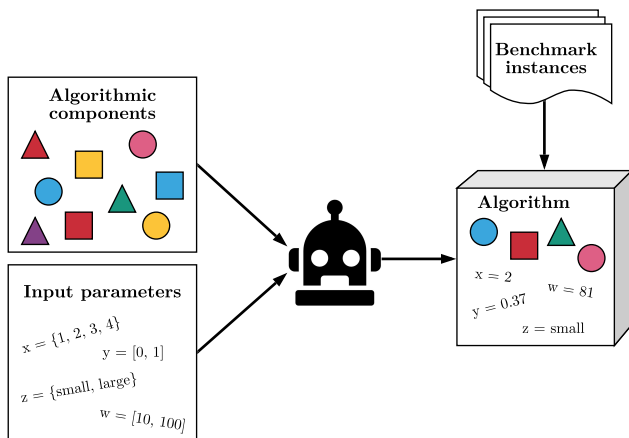 Benchmark
instances
Algorithmic
components
Input parameters
x = {1, 2, 3, 4}
y = [0, 1]
z = {small, large}
w = [10, 100]
Algorithm
x = 2
w = 81
y = 0.37
z = small